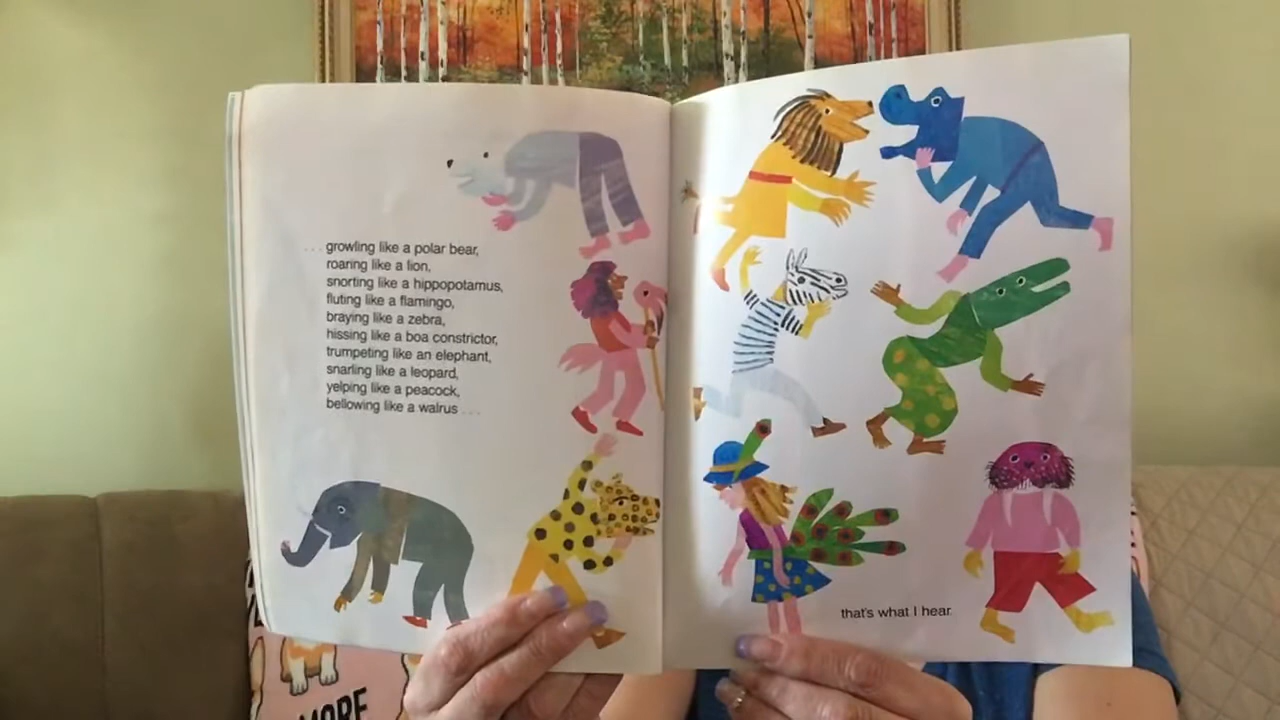 . . . growling like a polar bear,
roaring like a lion,
snorting like a hippopotamus,
fluting like a flamingo,
braying like a zebra,
hissing like a boa constrictor,
trumpeting like an elephant,
snarling like a leopard,
yelping like a peacock,
bellowing like a walrus . . .
that's what I hear.
MORE